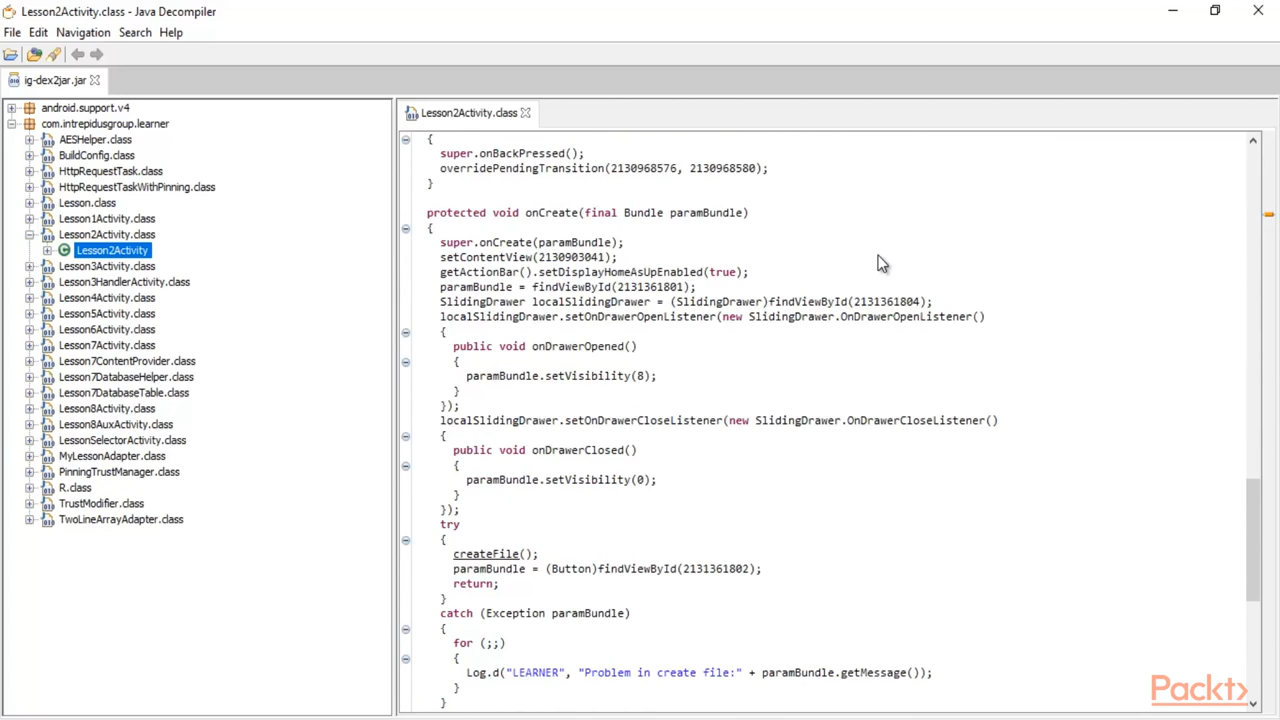 Lesson2Activity.class - Java Decompiler
File Edit Navigation Search Help
ig-dex2jar.jar
android.support.v4
com.intrepidusgroup.learner
AESHelper.class
BuildConfig.class
HttpRequestTask.class
HttpRequestTaskWithPinning.class
Lesson.class
Lesson1Activity.class
Lesson2Activity.class
Lesson2Activity
Lesson3Activity.class
Lesson3HandlerActivity.class
Lesson4Activity.class
Lesson5Activity.class
Lesson6Activity.class
Lesson7Activity.class
Lesson7ContentProvider.class
Lesson7DatabaseHelper.class
Lesson7DatabaseTable.class
Lesson8Activity.class
Lesson8AuxActivity.class
LessonSelectorActivity.class
MyLessonAdapter.class
PinningTrustManager.class
R.class
TrustModifier.class
TwoLineArrayAdapter.class
Lesson2Activity.class
{
super.onBackPressed();
overridePendingTransition(2130968576, 2130968580);
}
protected void onCreate(final Bundle paramBundle)
{
super.onCreate(paramBundle);
setContentView(2130903041);
getActionBar().setDisplayHomeAsUpEnabled(true);
paramBundle = findViewById(2131361801);
SlidingDrawer localSlidingDrawer = (SlidingDrawer)findViewById(2131361804);
localSlidingDrawer.setOnDrawerOpenListener(new SlidingDrawer.OnDrawerOpenListener()
{
public void onDrawerOpened()
{
paramBundle.setVisibility(8);
}
});
localSlidingDrawer.setOnDrawerCloseListener(new SlidingDrawer.OnDrawerCloseListener()
{
public void onDrawerClosed()
{
paramBundle.setVisibility(0);
}
});
try
{
createFile();
paramBundle = (Button)findViewById(2131361802);
return;
}
catch (Exception paramBundle)
{
for (;;)
{
Log.d("LEARNER", "Problem in create file:" + paramBundle.getMessage());
}
}
Packt>